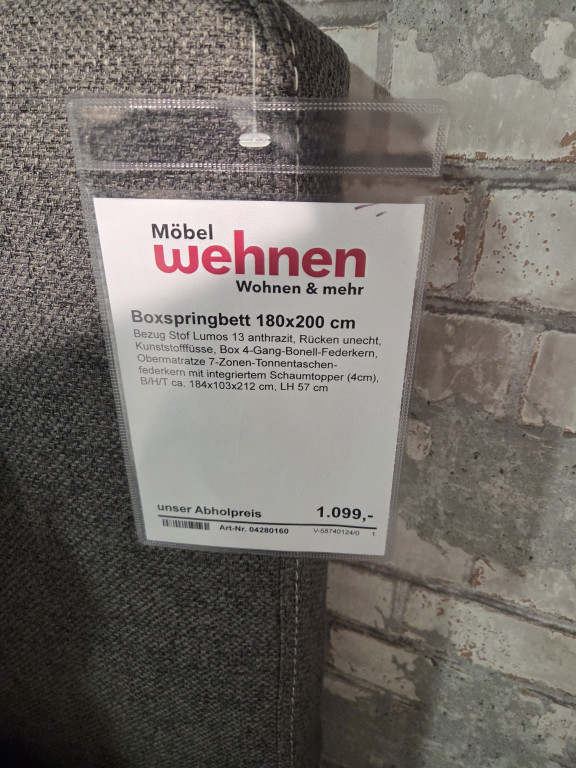 Möbel
wehnen
Wohnen & mehr
Boxspringbett 180x200 cm
Bezug Stof Lumos 13 anthrazit, Rücken unecht,
Kunststofffüsse, Box 4-Gang-Bonell-Federkern,
Obermatratze 7-Zonen-Tonnentaschen-
federkern mit integriertem Schaumtopper (4cm),
B/H/T ca. 184x103x212 cm, LH 57 cm
unser Abholpreis 1.099,-
Art-Nr. 04280160 V-58740124/0 1